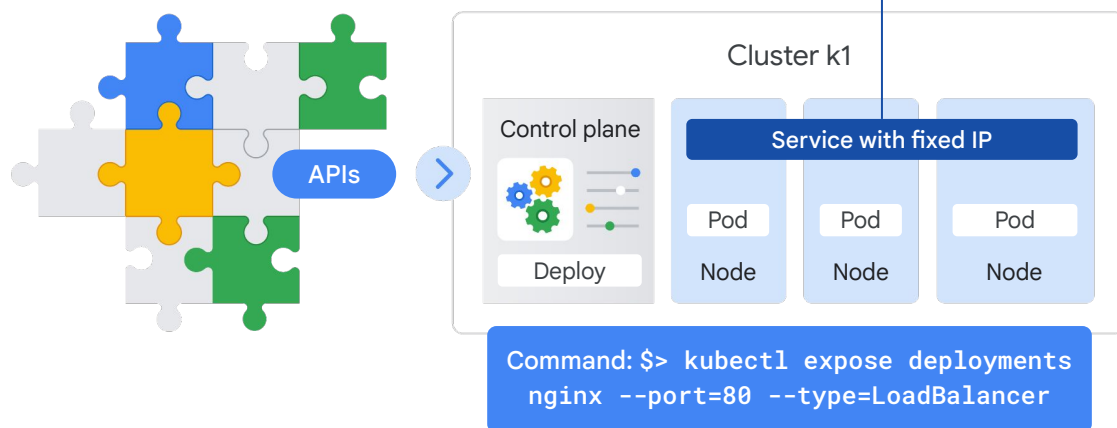 Cluster k1
Control plane
APIs
Service with fixed IP
Deploy
Pod
Node
Pod
Node
Pod
Node
Command: $> kubectl expose deployments
nginx --port=80 --type=LoadBalancer